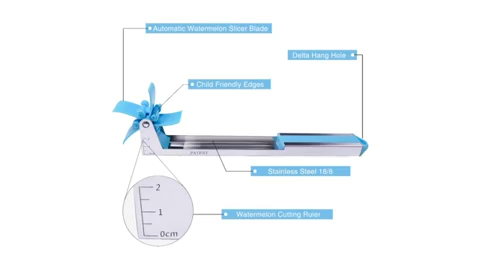 Automatic Watermelon Slicer Blade
Delta Hang Hole
Child Friendly Edges
PATENT
Stainless Steel 18/8
2
1
0cm
Watermelon Cutting Ruler